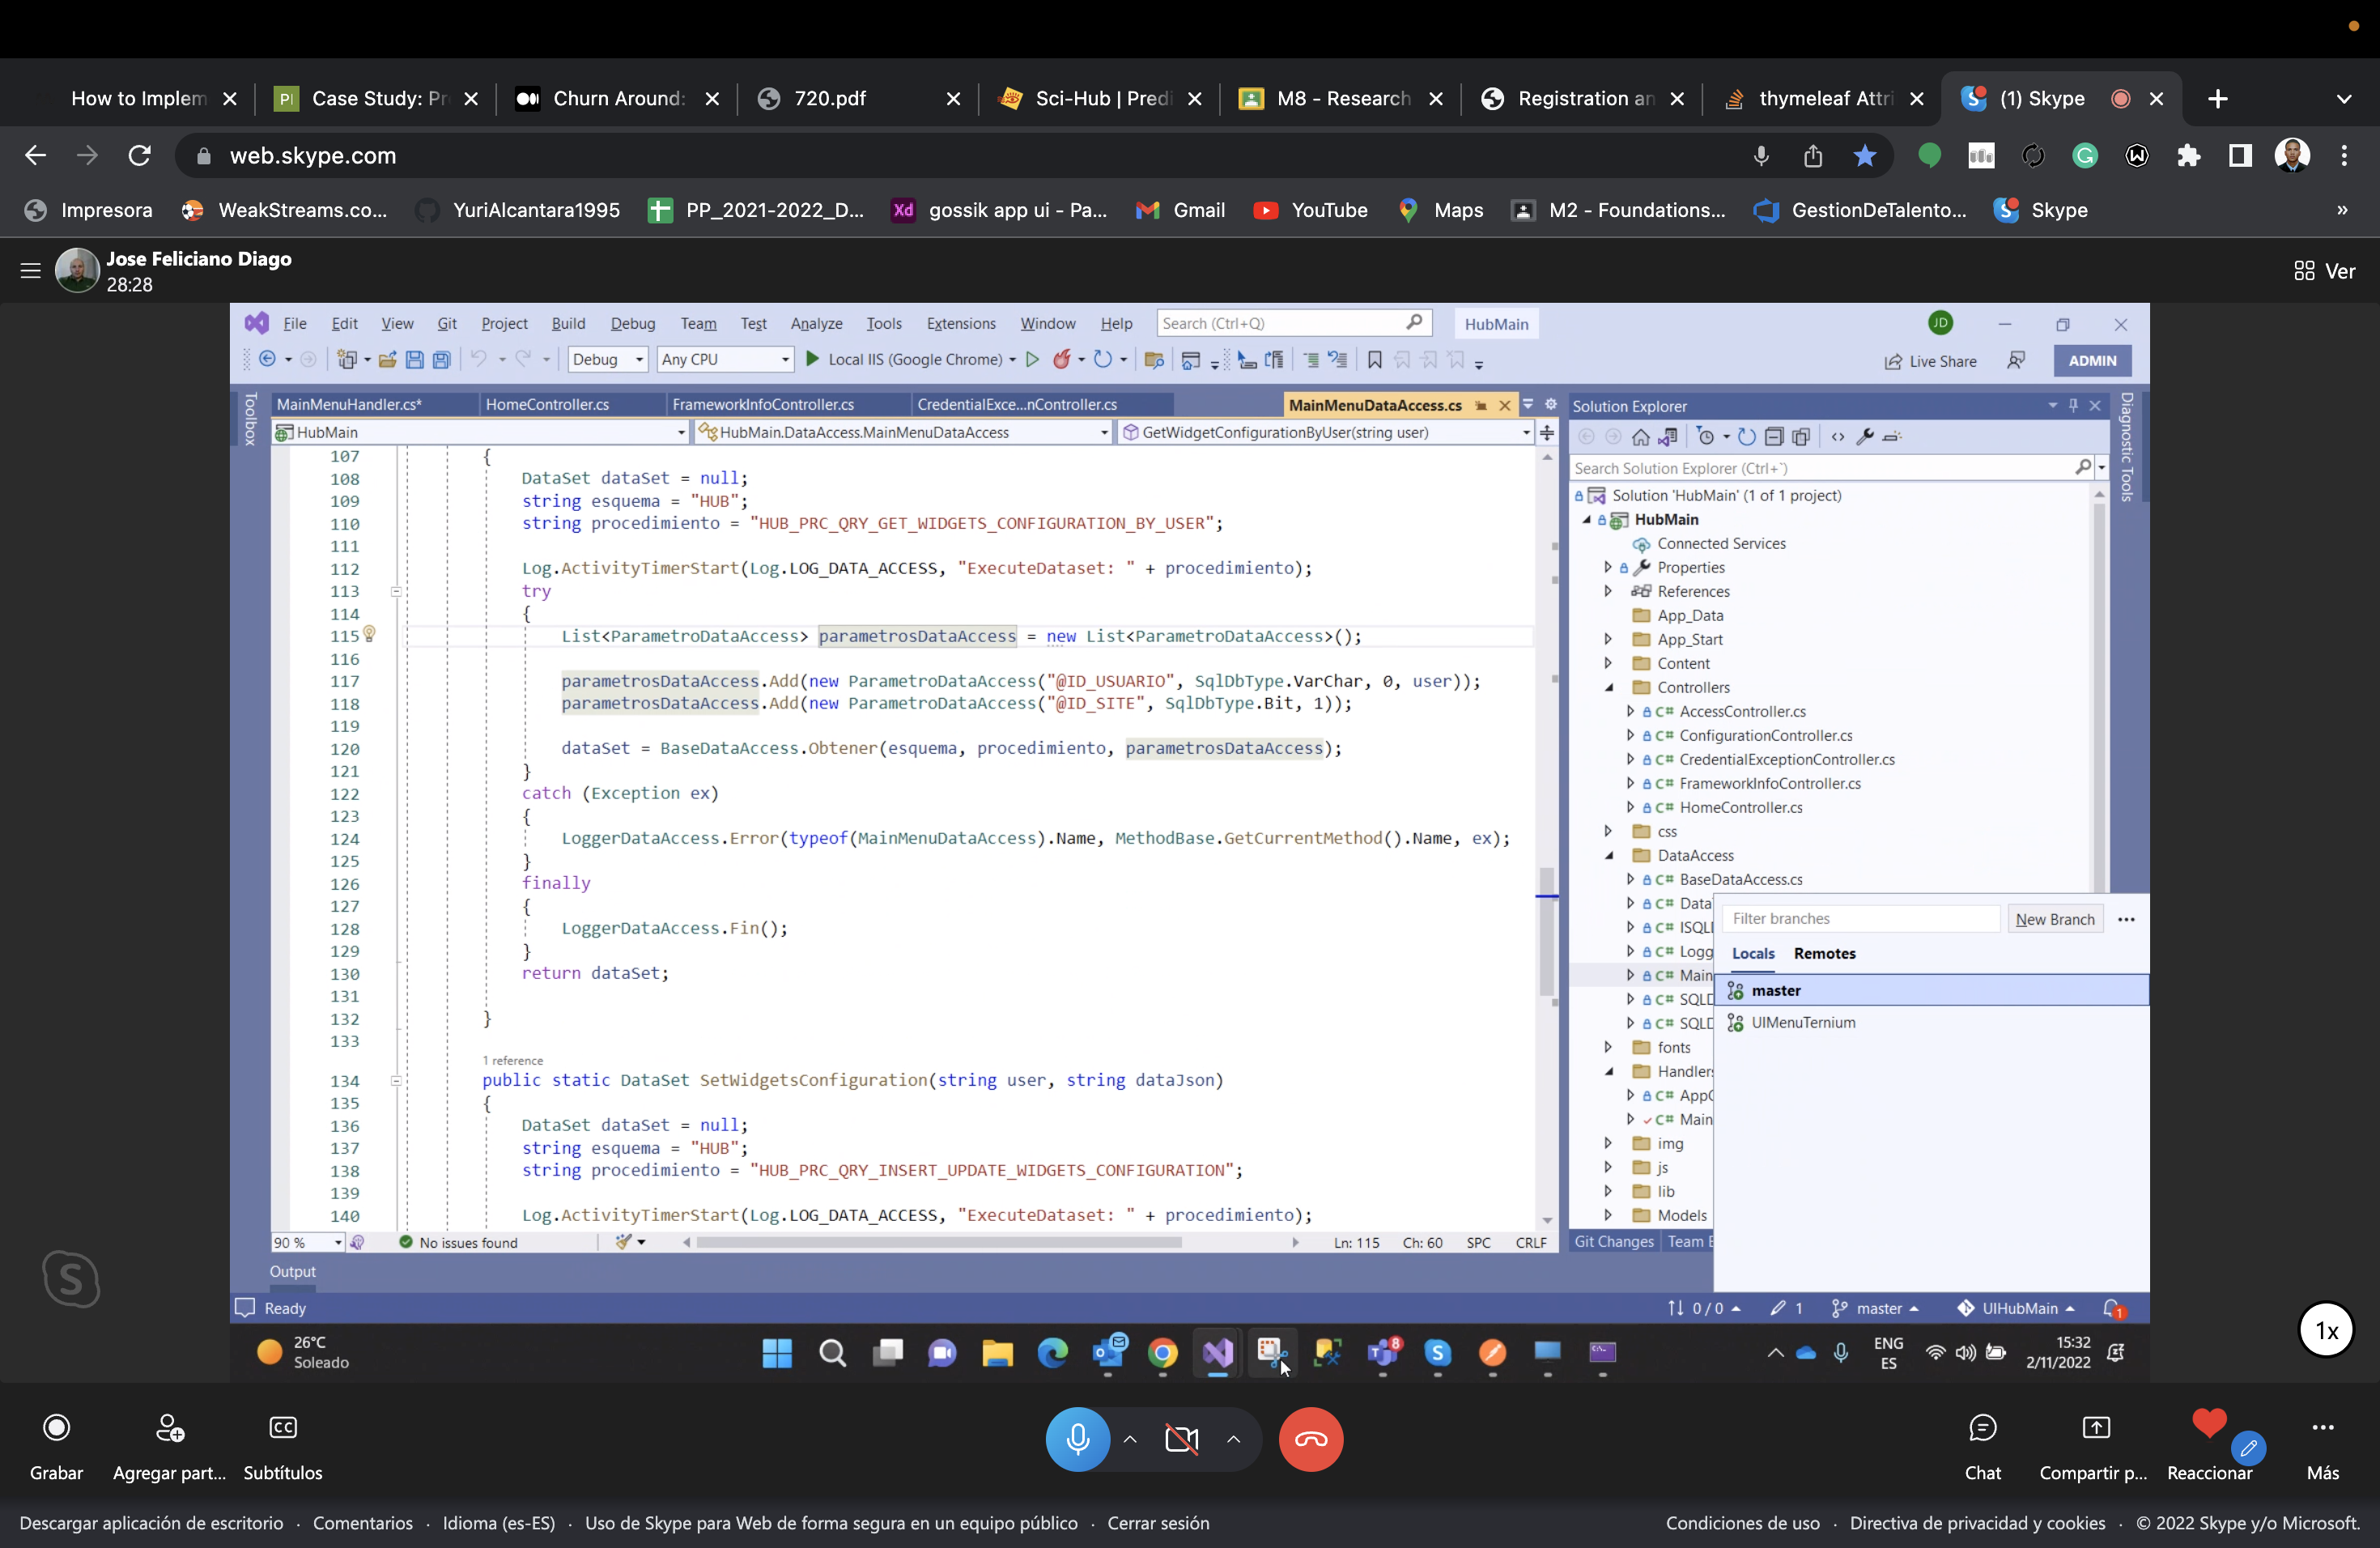 How to Implem
Case Study: Pr
Churn Around:
720.pdf
Sci-Hub | Predi
M8 - Research
Registration an
thymeleaf Attri
(1) Skype
web.skype.com
Impresora
WeakStreams.co...
YuriAlcantara1995
PP_2021-2022_D...
gossik app ui - Pa...
Gmail
YouTube
Maps
M2 - Foundations...
GestionDeTalento...
Skype
»
Jose Feliciano Diago
28:28
Ver
File Edit View Git Project Build Debug Team Test Analyze Tools Extensions Window Help
Search (Ctrl+Q)
HubMain
JD
Debug
Any CPU
Local IIS (Google Chrome)
Live Share
ADMIN
Toolbox
MainMenuHandler.cs*
HomeController.cs
FrameworkInfoController.cs
CredentialExce...nController.cs
MainMenuDataAccess.cs
HubMain
HubMain.DataAccess.MainMenuDataAccess
GetWidgetConfigurationByUser(string user)
107 {
108 DataSet dataSet = null;
109 string esquema = "HUB";
110 string procedimiento = "HUB_PRC_QRY_GET_WIDGETS_CONFIGURATION_BY_USER";
111
112 Log.ActivityTimerStart(Log.LOG_DATA_ACCESS, "ExecuteDataset: " + procedimiento);
113 try
114 {
115 List<ParametroDataAccess> parametrosDataAccess = new List<ParametroDataAccess>();
116
117 parametrosDataAccess.Add(new ParametroDataAccess("@ID_USUARIO", SqlDbType.VarChar, 0, user));
118 parametrosDataAccess.Add(new ParametroDataAccess("@ID_SITE", SqlDbType.Bit, 1));
119
120 dataSet = BaseDataAccess.Obtener(esquema, procedimiento, parametrosDataAccess);
121 }
122 catch (Exception ex)
123 {
124 LoggerDataAccess.Error(typeof(MainMenuDataAccess).Name, MethodBase.GetCurrentMethod().Name, ex);
125 }
126 finally
127 {
128 LoggerDataAccess.Fin();
129 }
130 return dataSet;
131
132 }
133
1 reference
134 public static DataSet SetWidgetsConfiguration(string user, string dataJson)
135 {
136 DataSet dataSet = null;
137 string esquema = "HUB";
138 string procedimiento = "HUB_PRC_QRY_INSERT_UPDATE_WIDGETS_CONFIGURATION";
139
140 Log.ActivityTimerStart(Log.LOG_DATA_ACCESS, "ExecuteDataset: " + procedimiento);
90 %
No issues found
Ln: 115 Ch: 60 SPC CRLF
Output
Solution Explorer
Search Solution Explorer (Ctrl+`)
Solution 'HubMain' (1 of 1 project)
HubMain
Connected Services
Properties
References
App_Data
App_Start
Content
Controllers
C# AccessController.cs
C# ConfigurationController.cs
C# CredentialExceptionController.cs
C# FrameworkInfoController.cs
C# HomeController.cs
css
DataAccess
C# BaseDataAccess.cs
C# Data
C# ISQLI
C# Logg
C# Main
C# SQLD
C# SQLD
fonts
Handlers
C# AppC
C# Main
img
js
lib
Models
Git Changes
Team E
Diagnostic Tools
Filter branches
New Branch
Locals
Remotes
master
UIMenuTernium
Ready
0 / 0
1
master
UIHubMain
1
26°C
Soleado
8
ENG
ES
15:32
2/11/2022
1x
Grabar
Agregar part...
CC
Subtítulos
Chat
Compartir p...
Reaccionar
Más
Descargar aplicación de escritorio · Comentarios · Idioma (es-ES) · Uso de Skype para Web de forma segura en un equipo público · Cerrar sesión
Condiciones de uso · Directiva de privacidad y cookies · © 2022 Skype y/o Microsoft.